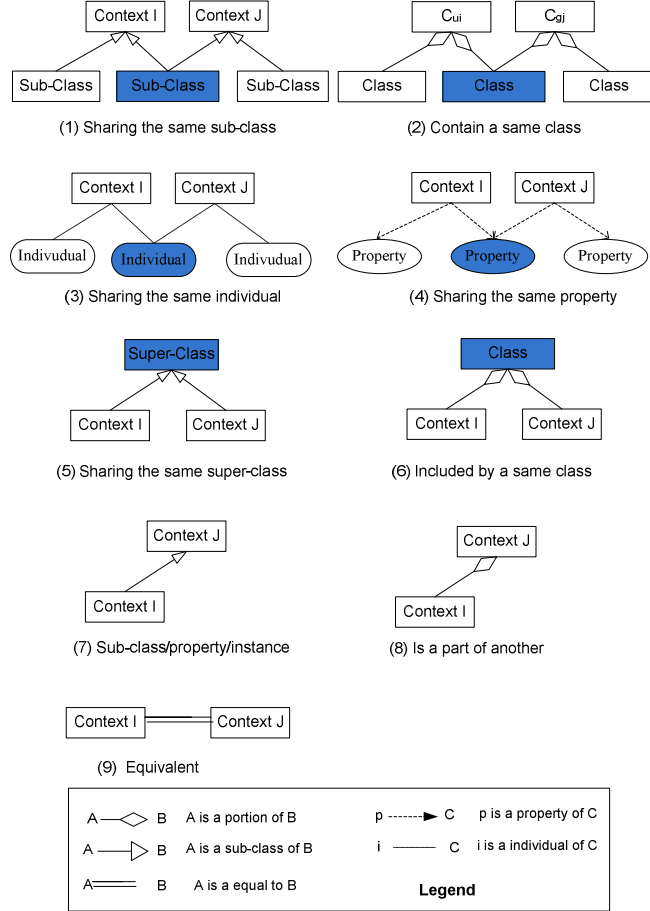 Context I Context J C_ui C_gj
Sub-Class Sub-Class Sub-Class Class Class Class
(1) Sharing the same sub-class (2) Contain a same class
Context I Context J Context I Context J
Indivudual Individual Indivudual Property Property Property
(3) Sharing the same individual (4) Sharing the same property
Super-Class Class
Context I Context J Context I Context J
(5) Sharing the same super-class (6) Included by a same class
Context J Context J
Context I Context I
(7) Sub-class/property/instance (8) Is a part of another
Context I Context J
(9) Equivalent
A B A is a portion of B p C p is a property of C
A B A is a sub-class of B i C i is a individual of C
A B A is a equal to B Legend